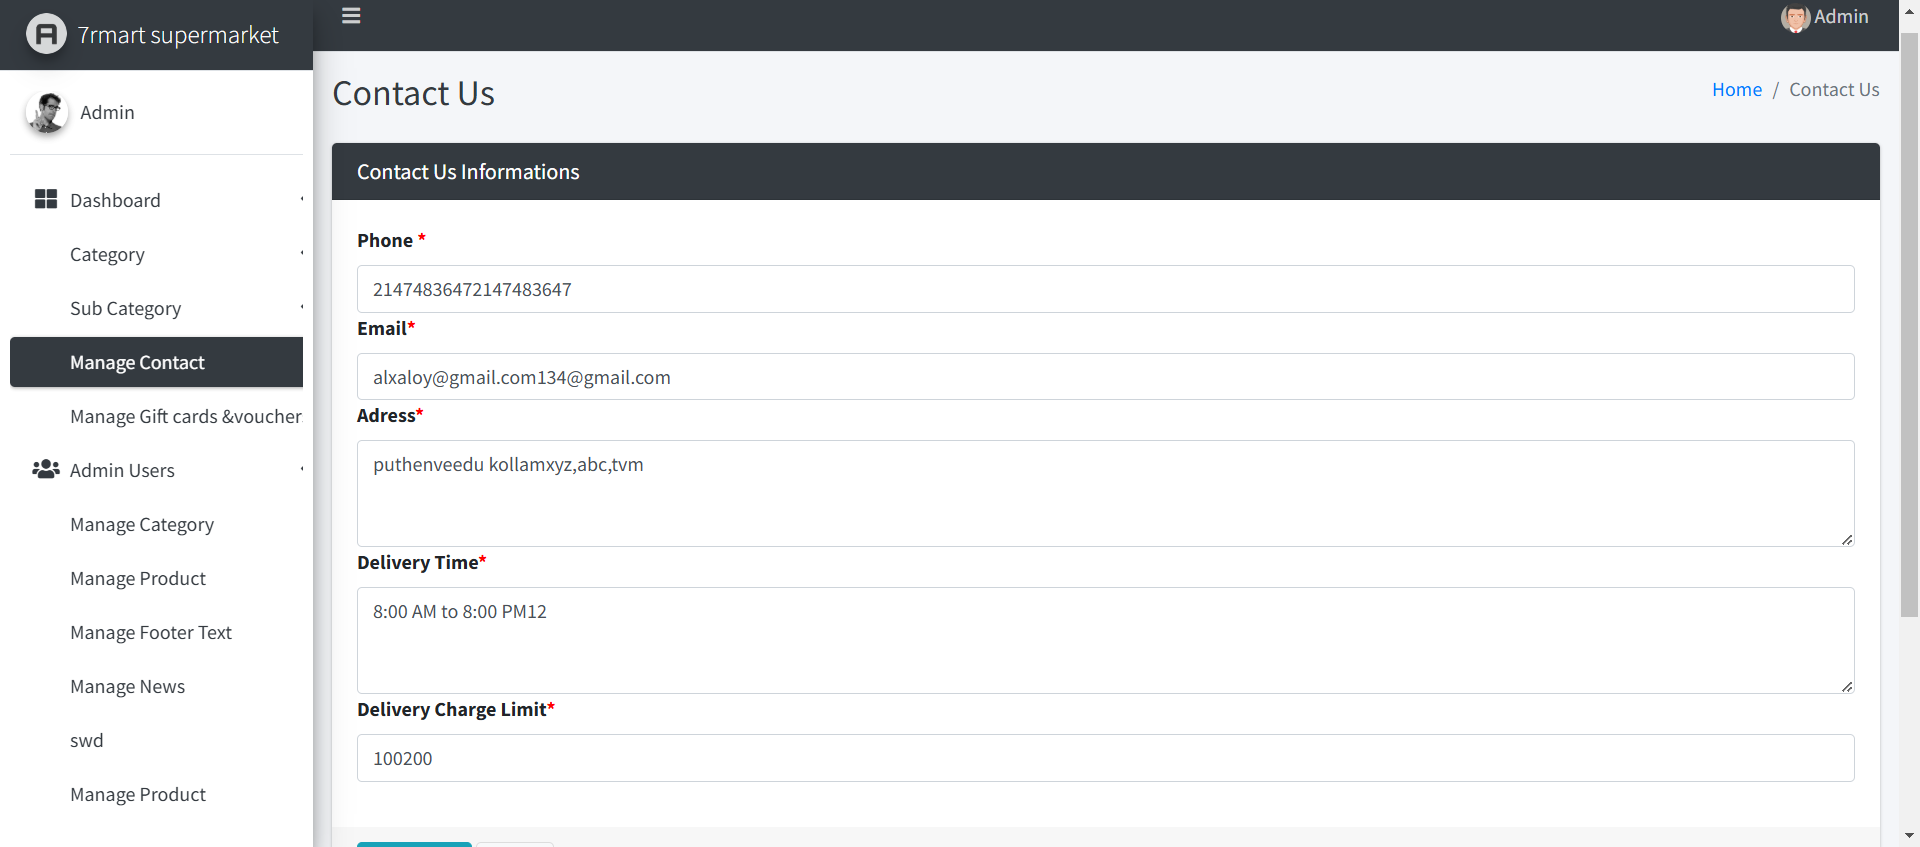 7rmart supermarket
Admin
Admin
Dashboard
Category
Sub Category
Manage Contact
Manage Gift cards &voucher
Admin Users
Manage Category
Manage Product
Manage Footer Text
Manage News
swd
Manage Product
Contact Us
Home / Contact Us
Contact Us Informations
Phone *
21474836472147483647
Email*
alxaloy@gmail.com134@gmail.com
Adress*
puthenveedu kollamxyz,abc,tvm
Delivery Time*
8:00 AM to 8:00 PM12
Delivery Charge Limit*
100200